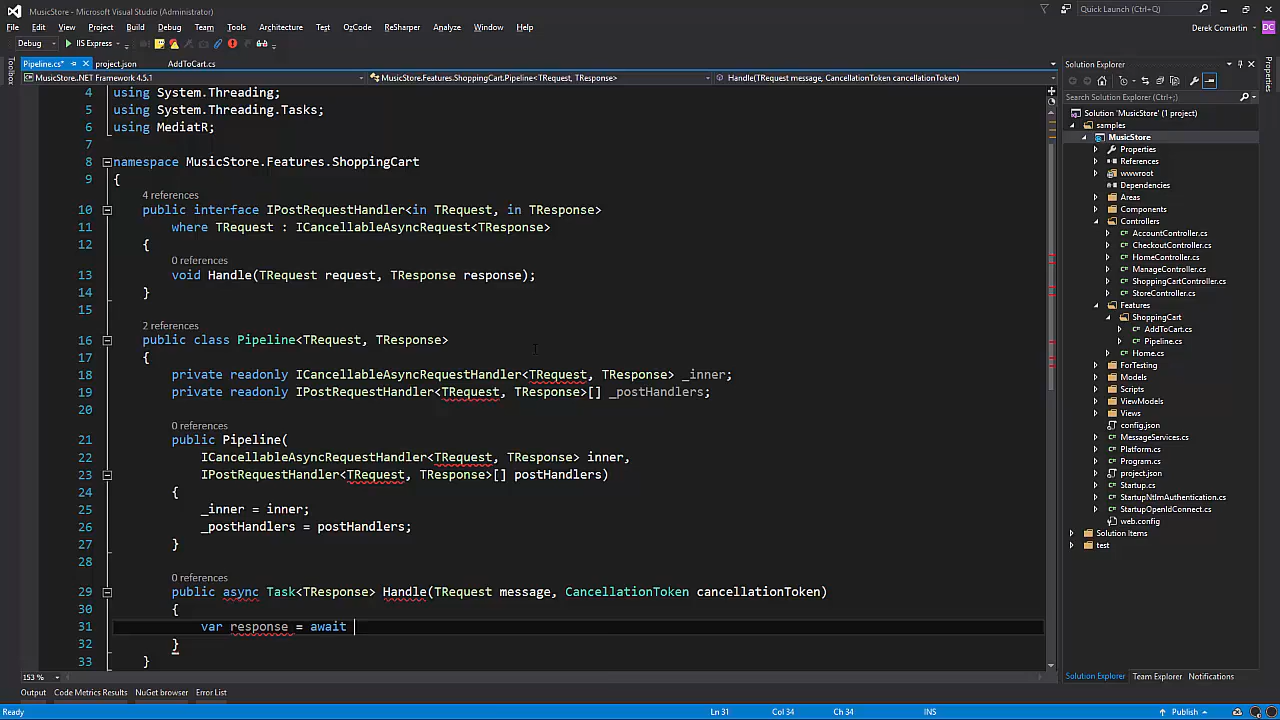 MusicStore - Microsoft Visual Studio
Quick Launch (Ctrl+;)
File Edit View Project Build Debug Team Tools Architecture Test OzCode ReSharper Analyze Window Help
Derek Comartin
DC
Debug IIS Express
Pipeline.cs* project.json AddToCart.cs
Toolbox
MusicStore..NET Framework 4.5.1
MusicStore.Features.ShoppingCart.Pipeline<TRequest, TResponse>
Handle(TRequest message, CancellationToken cancellationToken)
4 using System.Threading;
5 using System.Threading.Tasks;
6 using MediatR;
7
8 namespace MusicStore.Features.ShoppingCart
9 {
4 references
10 public interface IPostRequestHandler<in TRequest, in TResponse>
11 where TRequest : ICancellableAsyncRequest<TResponse>
12 {
0 references
13 void Handle(TRequest request, TResponse response);
14 }
15
2 references
16 public class Pipeline<TRequest, TResponse>
17 {
18 private readonly ICancellableAsyncRequestHandler<TRequest, TResponse> _inner;
19 private readonly IPostRequestHandler<TRequest, TResponse>[] _postHandlers;
20
0 references
21 public Pipeline(
22 ICancellableAsyncRequestHandler<TRequest, TResponse> inner,
23 IPostRequestHandler<TRequest, TResponse>[] postHandlers)
24 {
25 _inner = inner;
26 _postHandlers = postHandlers;
27 }
28
0 references
29 public async Task<TResponse> Handle(TRequest message, CancellationToken cancellationToken)
30 {
31 var response = await
32 }
33 }
153 %
Solution Explorer
Search Solution Explorer (Ctrl+;)
Solution 'MusicStore' (1 project)
samples
MusicStore
Properties
References
wwwroot
Dependencies
Areas
Components
Controllers
AccountController.cs
CheckoutController.cs
HomeController.cs
ManageController.cs
ShoppingCartController.cs
StoreController.cs
Features
ShoppingCart
AddToCart.cs
Pipeline.cs
Home.cs
ForTesting
Models
Scripts
ViewModels
Views
config.json
MessageServices.cs
Platform.cs
Program.cs
project.json
Startup.cs
StartupNtlmAuthentication.cs
StartupOpenIdConnect.cs
web.config
Solution Items
test
Properties
Solution Explorer Team Explorer Notifications
Output Code Metrics Results NuGet browser Error List
Ready Ln 31 Col 34 Ch 34 INS Publish